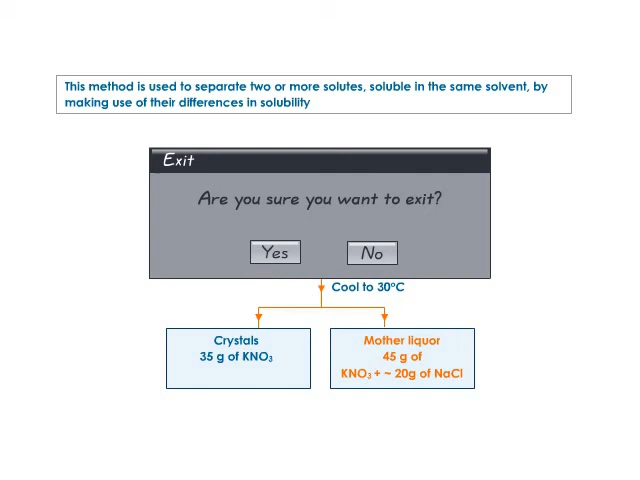 This method is used to separate two or more solutes, soluble in the same solvent, by
making use of their differences in solubility
Exit
Are you sure you want to exit?
Yes
No
Cool to 30°C
Crystals
35 g of KNO₃
Mother liquor
45 g of
KNO₃ + ~ 20g of NaCl